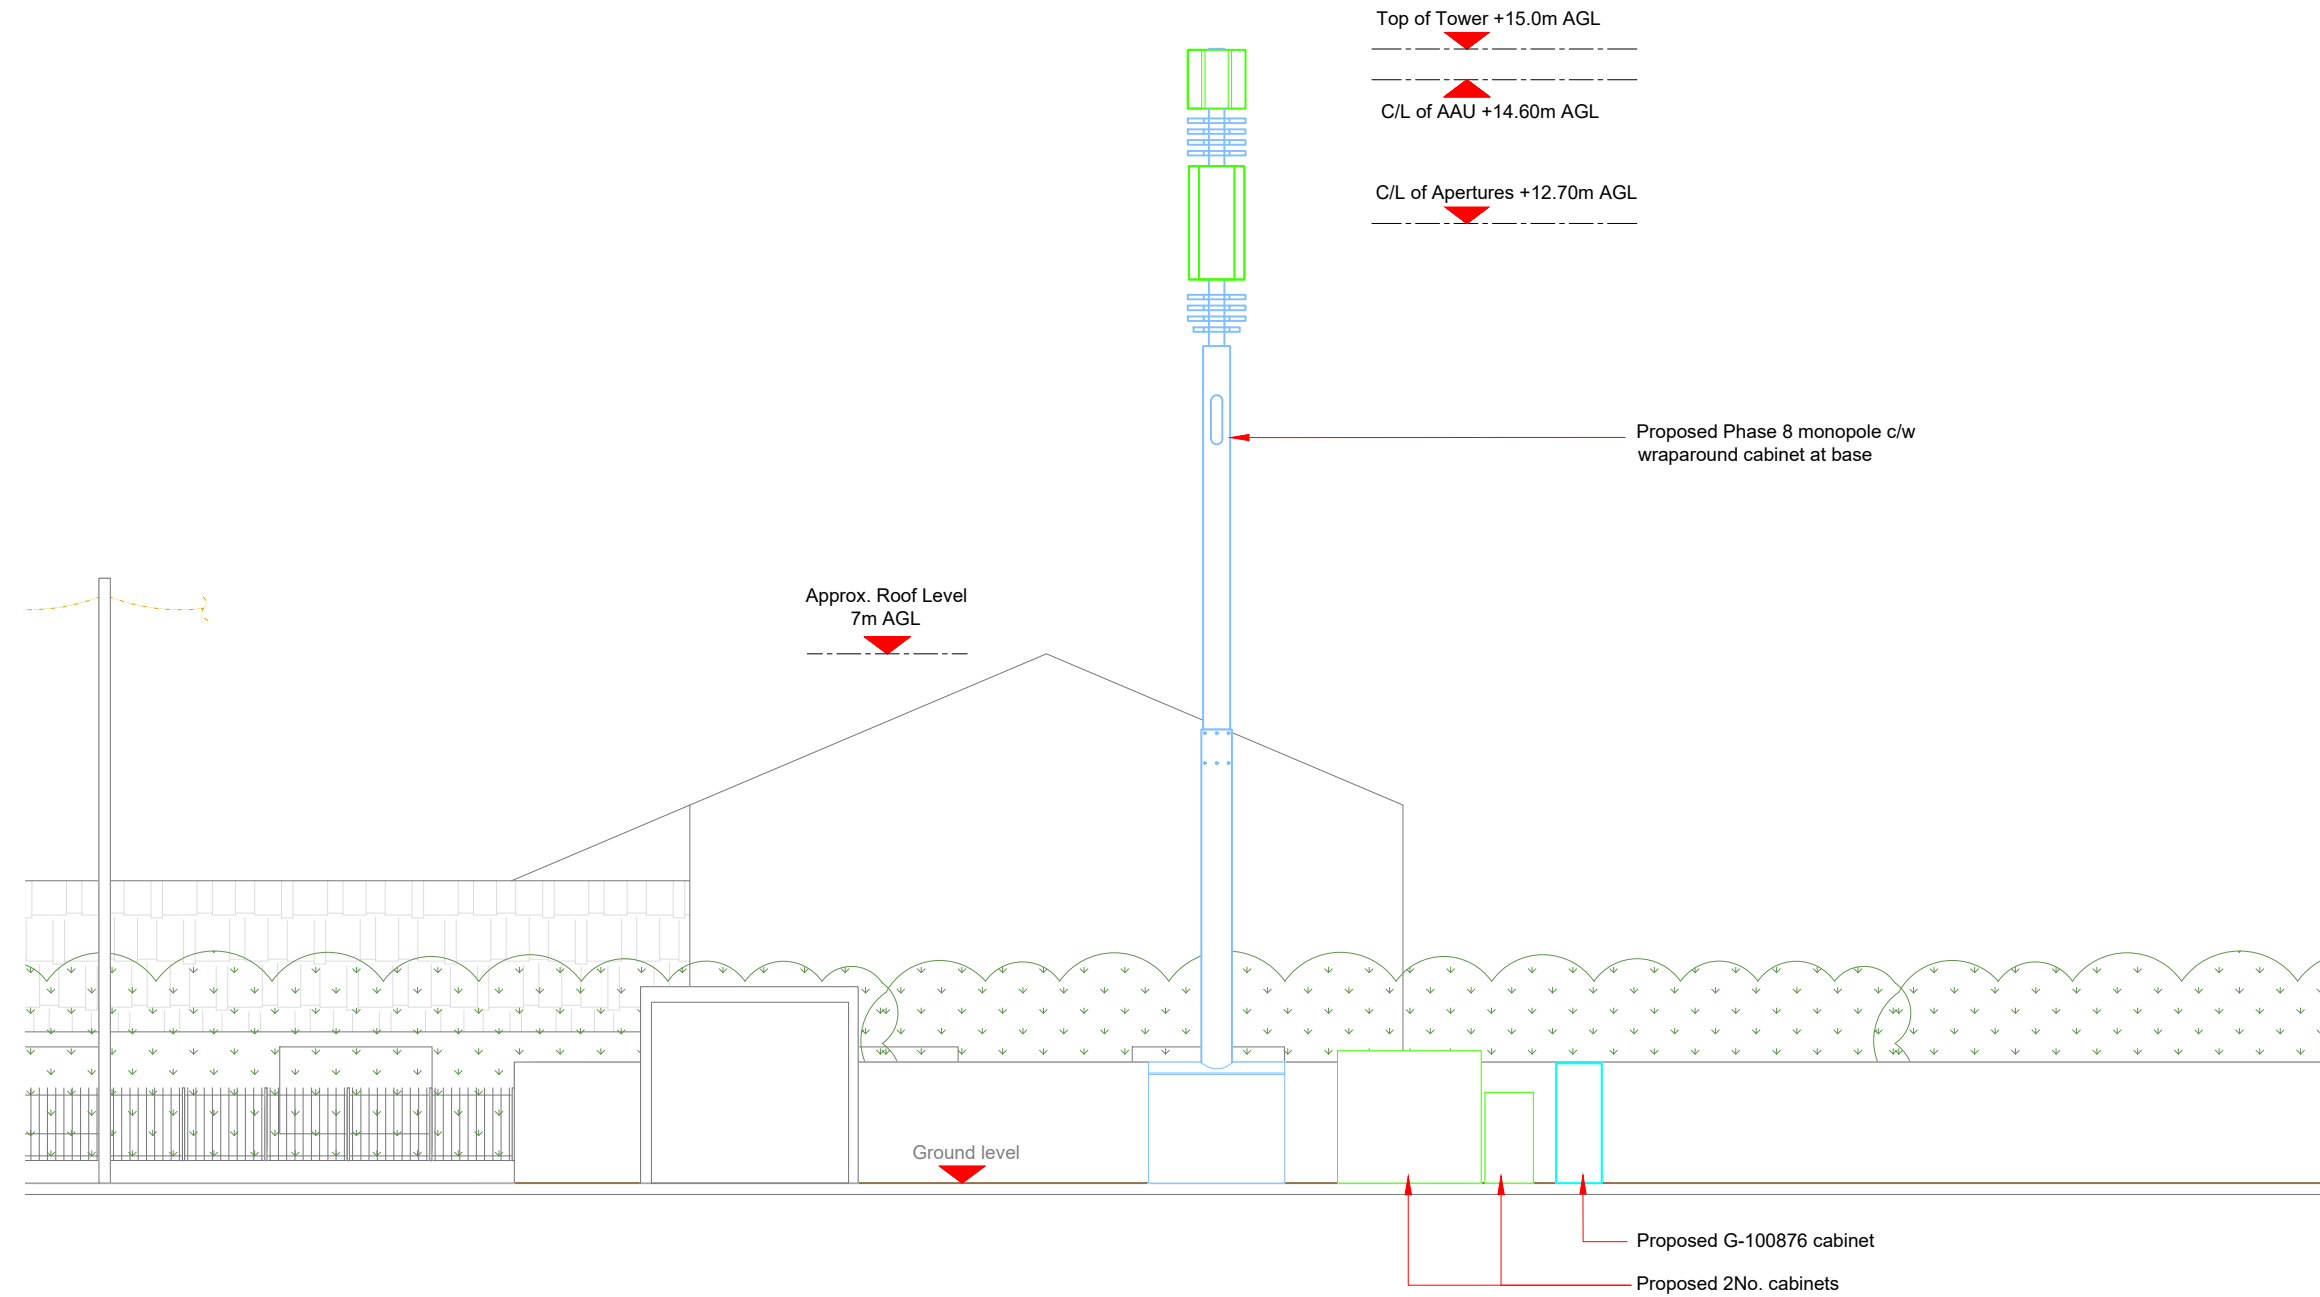 Top of Tower +15.0m AGL
C/L of AAU +14.60m AGL
C/L of Apertures +12.70m AGL
Proposed Phase 8 monopole c/w
wraparound cabinet at base
Approx. Roof Level
7m AGL
Ground level
Proposed G-100876 cabinet
Proposed 2No. cabinets